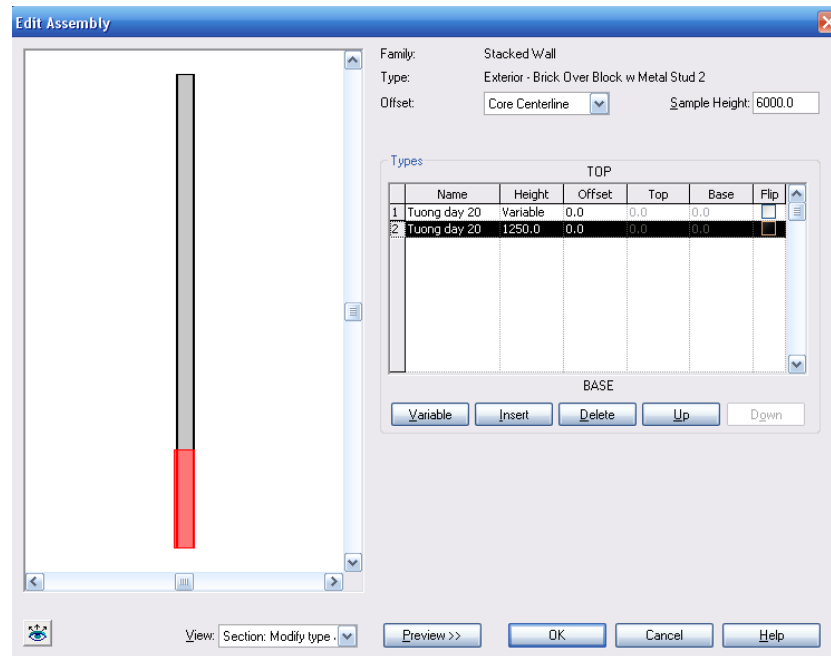 Edit Assembly
Family: Stacked Wall
Type: Exterior - Brick Over Block w Metal Stud 2
Offset: Core Centerline Sample Height: 6000.0
Types
TOP
Name Height Offset Top Base Flip
1 Tuong day 20 Variable 0.0 0.0 0.0
2 Tuong day 20 1250.0 0.0 0.0 0.0
BASE
Variable Insert Delete Up Down
View: Section: Modify type Preview >> OK Cancel Help